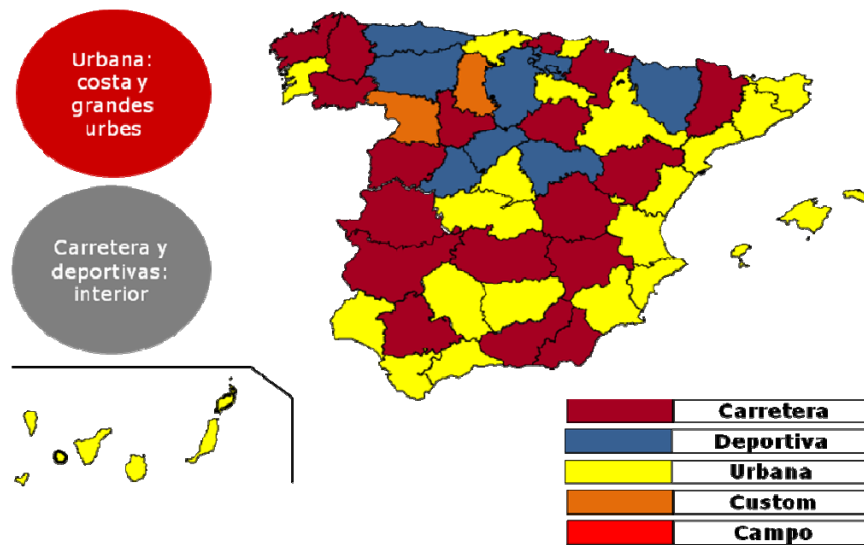 Urbana:
costa y
grandes
urbes
Carretera y
deportivas:
interior
Carretera
Deportiva
Urbana
Custom
Campo